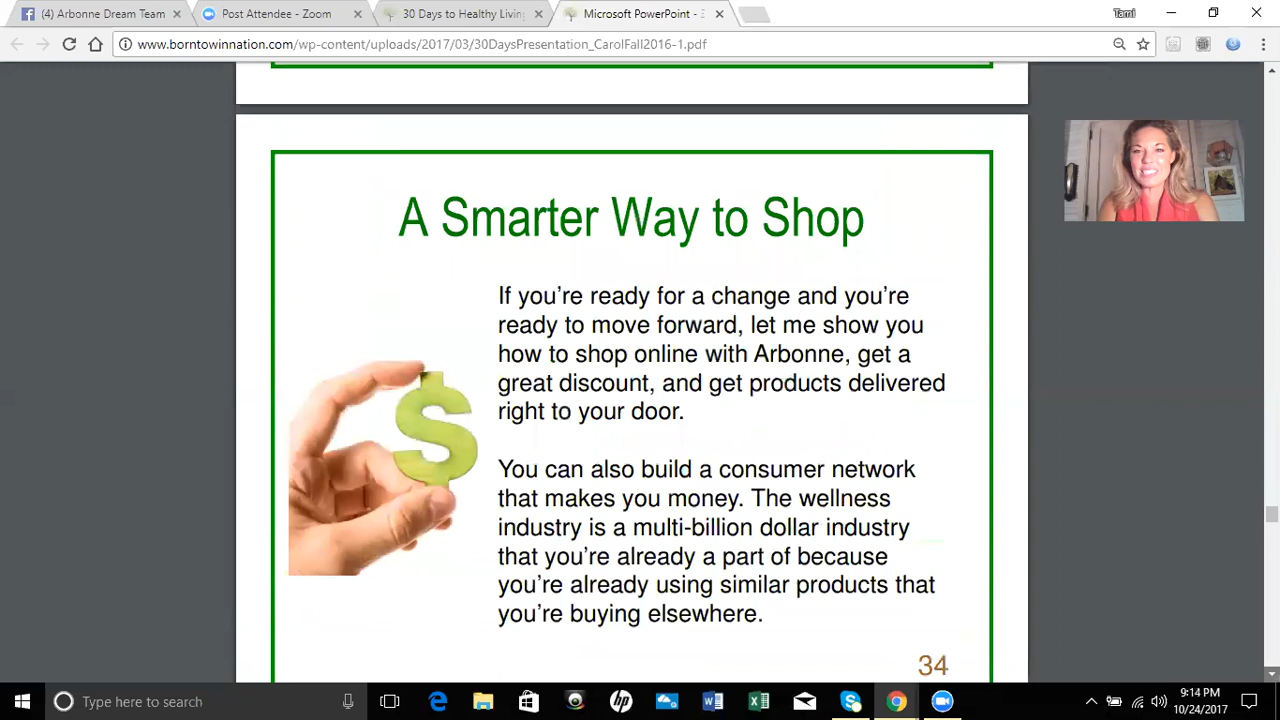 (4) Arbonne Dream Team
Post Attendee - Zoom
30 Days to Healthy Livin
Microsoft PowerPoint - 3
Tami
www.borntowinnation.com/wp-content/uploads/2017/03/30DaysPresentation_CarolFall2016-1.pdf
A Smarter Way to Shop
If you're ready for a change and you're
ready to move forward, let me show you
how to shop online with Arbonne, get a
great discount, and get products delivered
right to your door.
You can also build a consumer network
that makes you money. The wellness
industry is a multi-billion dollar industry
that you're already a part of because
you're already using similar products that
you're buying elsewhere.
34
Type here to search
9:14 PM
10/24/2017